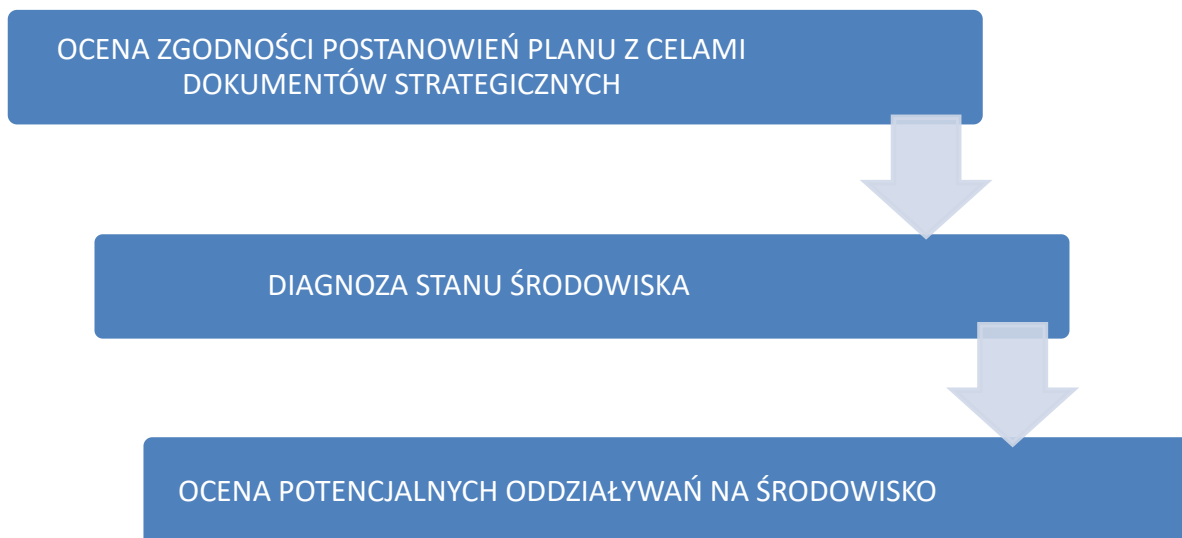 OCENA ZGODNOŚCI POSTANOWIEŃ PLANU Z CELAMI
DOKUMENTÓW STRATEGICZNYCH
DIAGNOZA STANU ŚRODOWISKA
OCENA POTENCJALNYCH ODDZIAŁYWAŃ NA ŚRODOWISKO